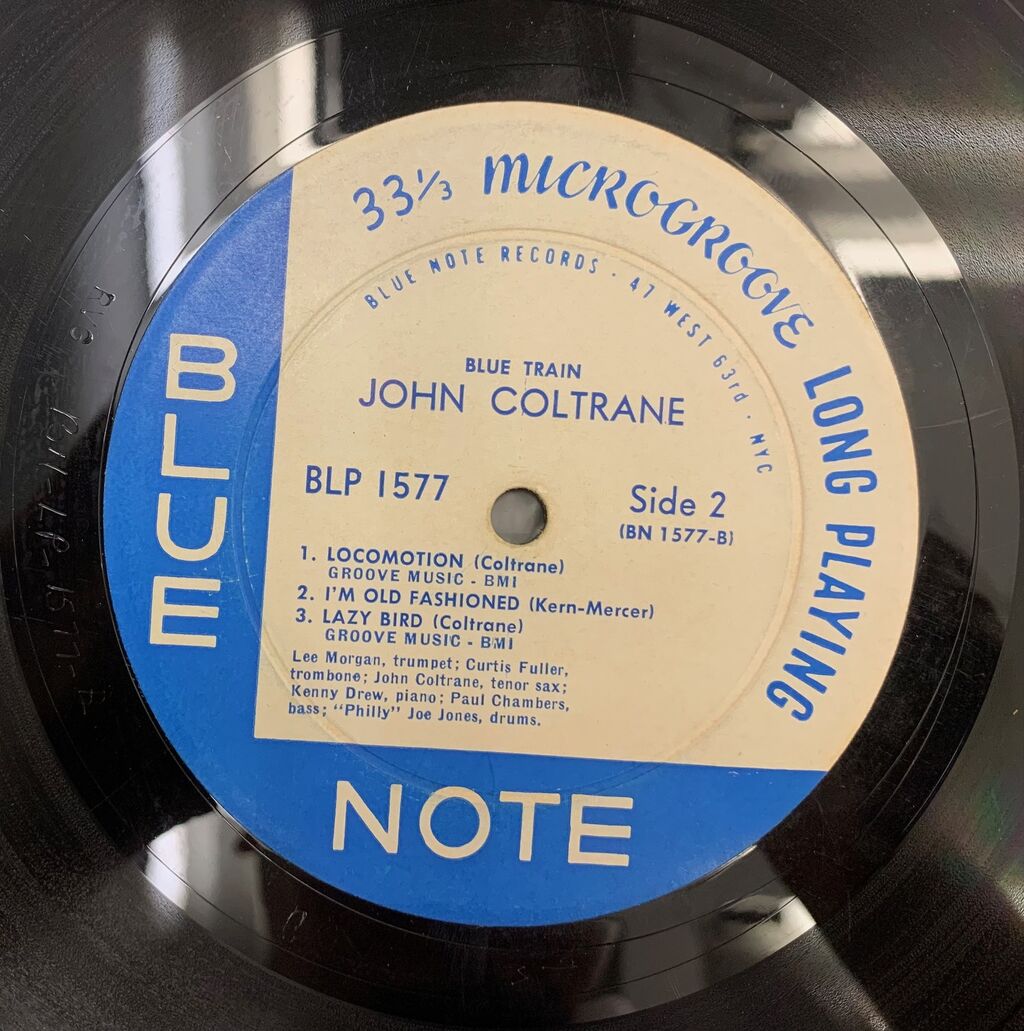 33⅓ MICROGROOVE LONG PLAYING
BLUE NOTE RECORDS · 47 WEST 63rd · NYC
BLUE TRAIN
JOHN COLTRANE
BLP 1577
Side 2
(BN 1577-B)
1. LOCOMOTION (Coltrane)
GROOVE MUSIC - BMI
2. I'M OLD FASHIONED (Kern-Mercer)
3. LAZY BIRD (Coltrane)
GROOVE MUSIC - BMI
Lee Morgan, trumpet; Curtis Fuller,
trombone; John Coltrane, tenor sax;
Kenny Drew, piano; Paul Chambers,
bass; "Philly" Joe Jones, drums.
BLUE
NOTE
RVG